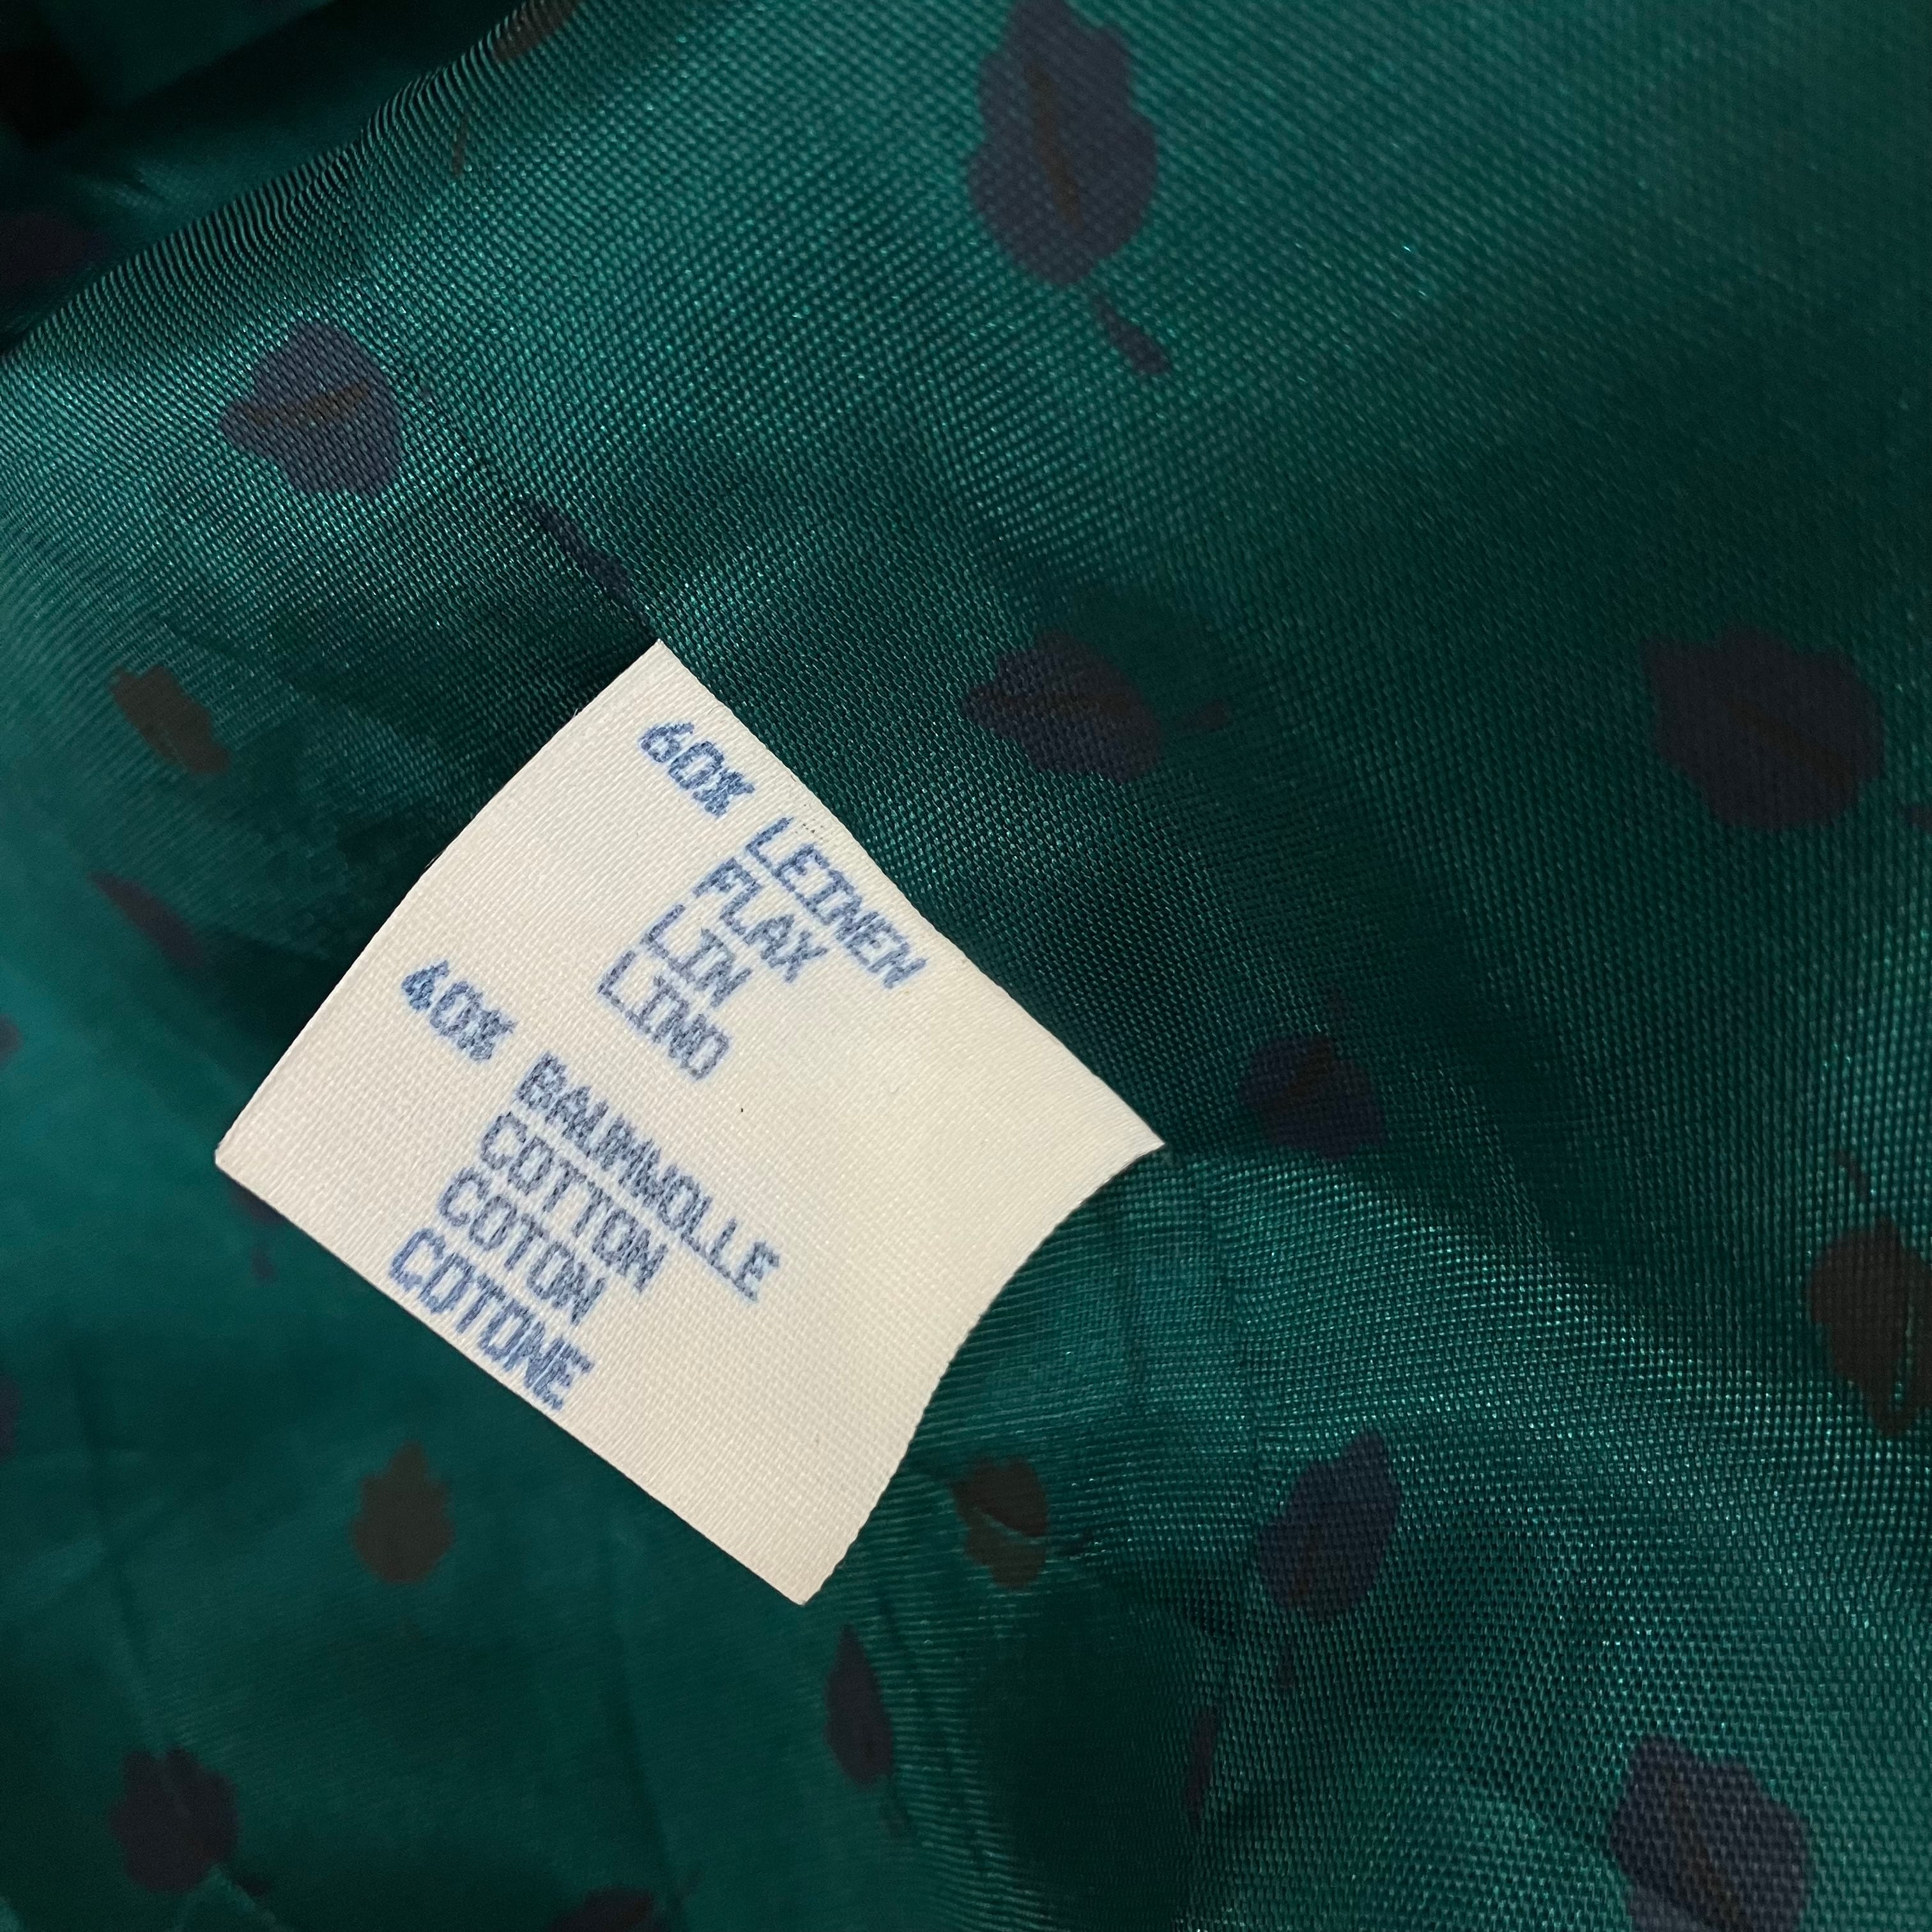 60% LEINEN
FLAX
LIN
LINO
40% BAUMWOLLE
COTTON
COTON
COTONE